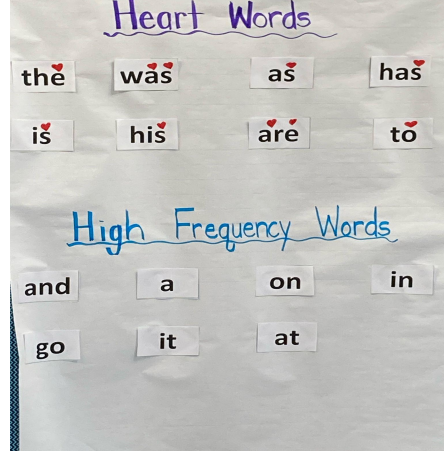 Heart Words
the was as has
is his are to
High Frequency Words
and a on in
go it at